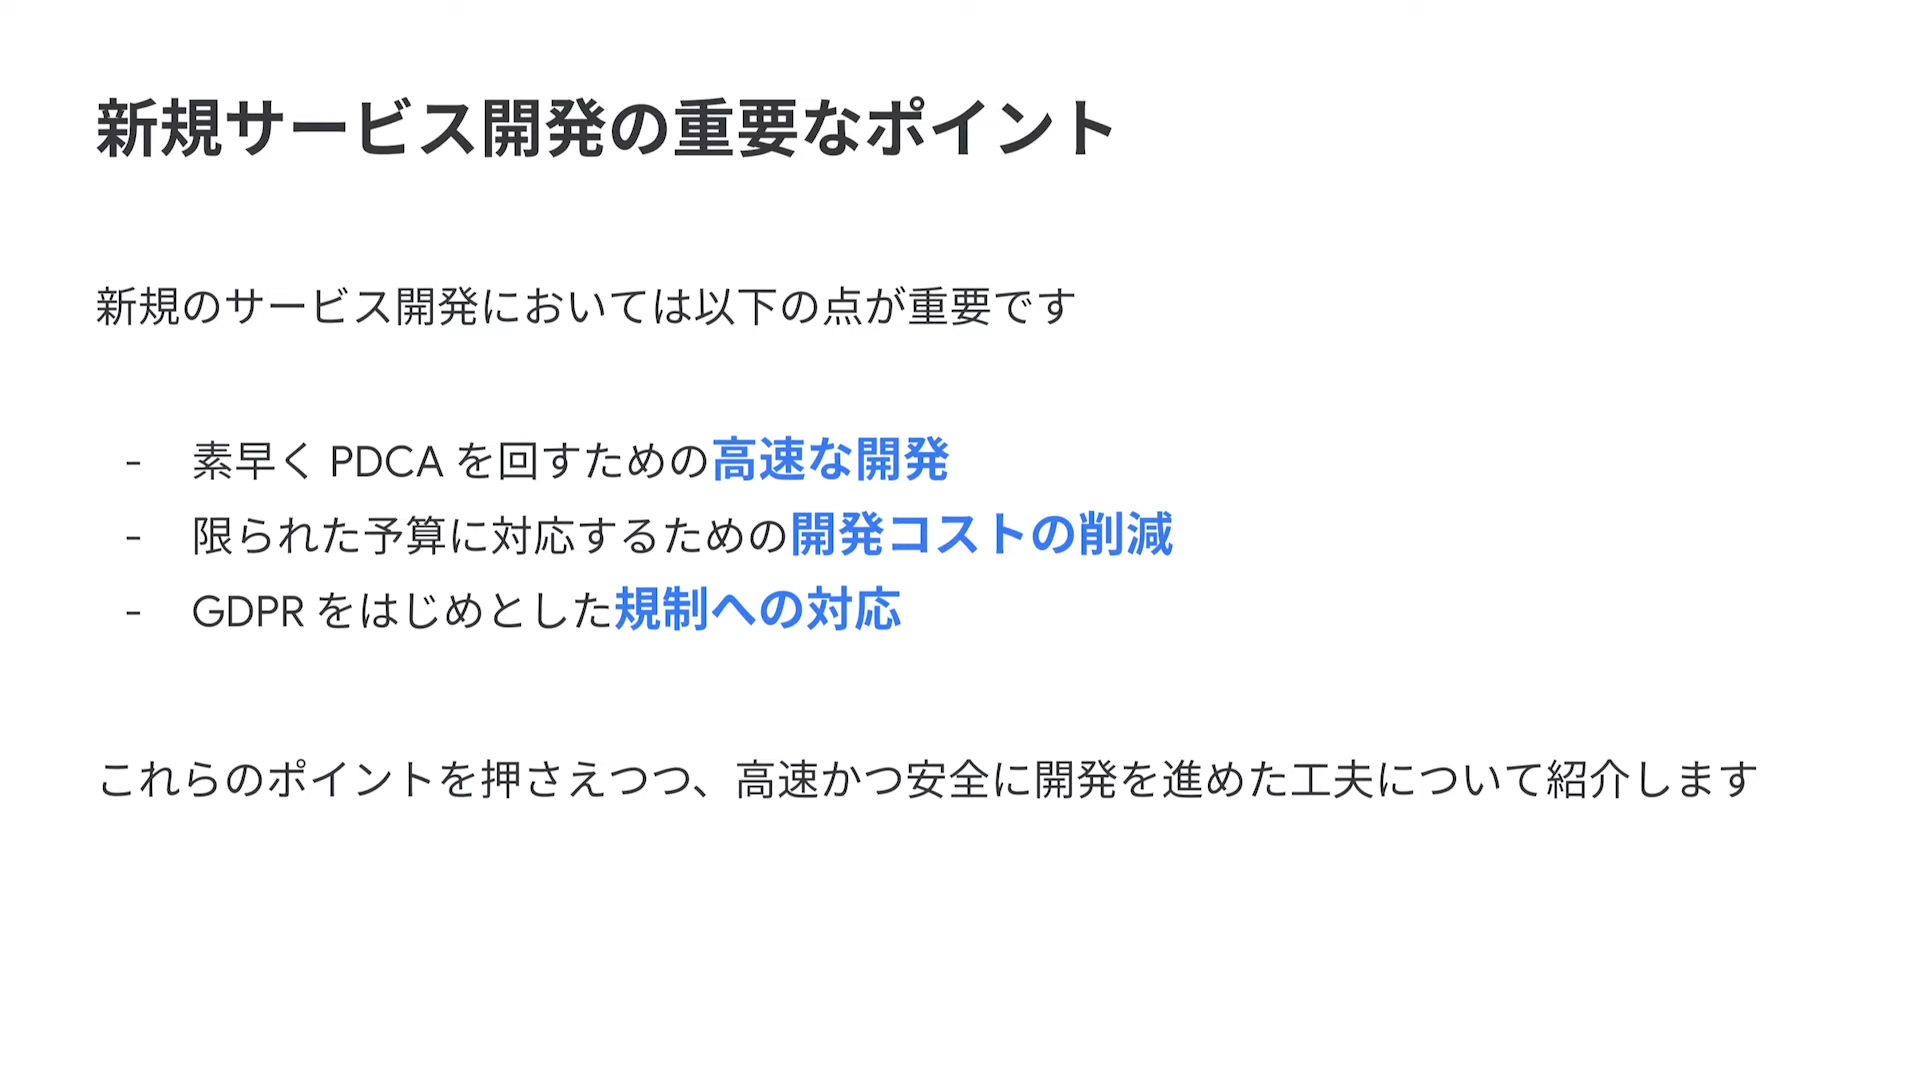 新規サービス開発の重要なポイント
新規のサービス開発においては以下の点が重要です
- 素早く PDCA を回すための高速な開発
- 限られた予算に対応するための開発コストの削減
- GDPR をはじめとした規制への対応
これらのポイントを押さえつつ、高速かつ安全に開発を進めた工夫について紹介します